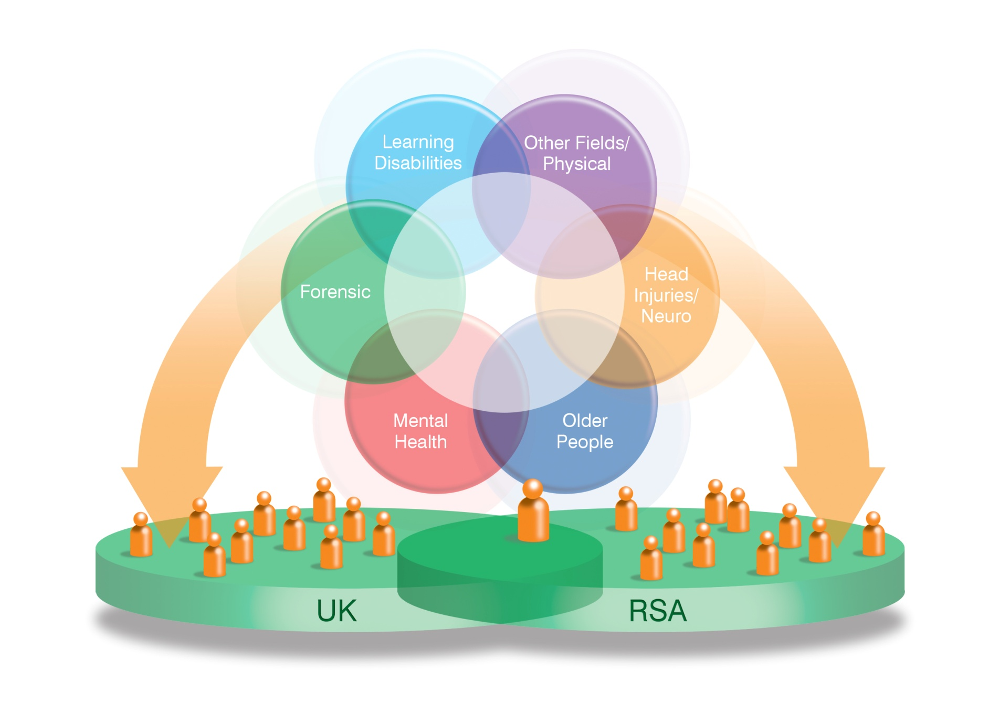 Learning
Disabilities
Other Fields/
Physical
Forensic
Head
Injuries/
Neuro
Mental
Health
Older
People
UK
RSA